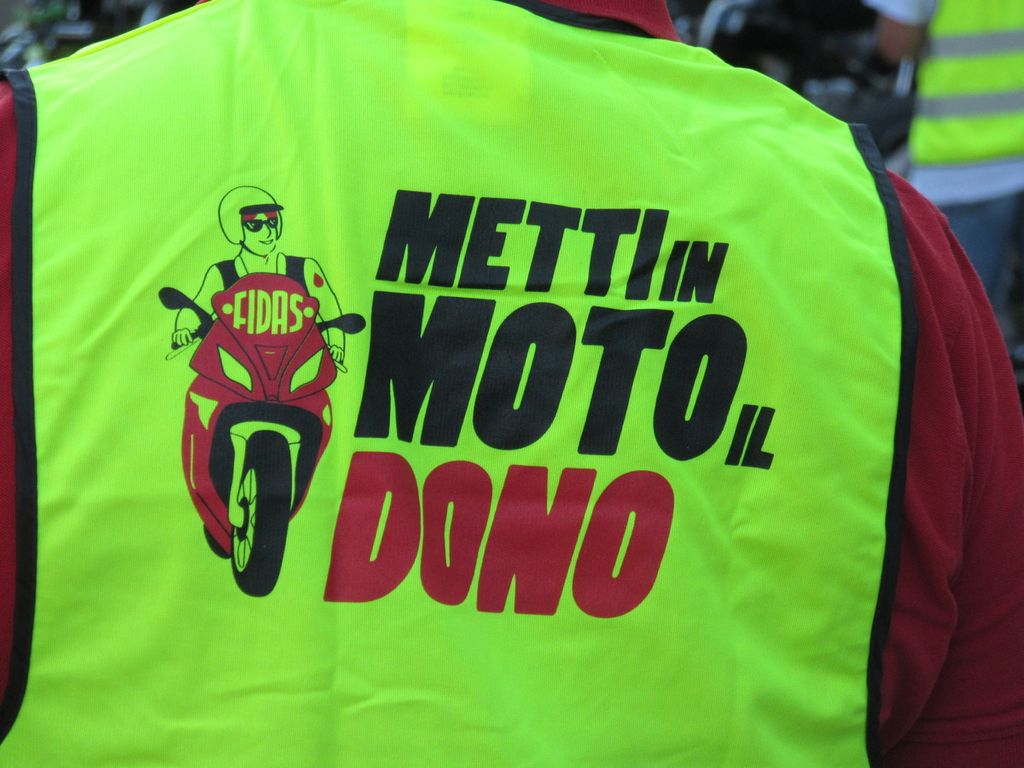 METTI IN
MOTO IL
DONO
•FIDAS•